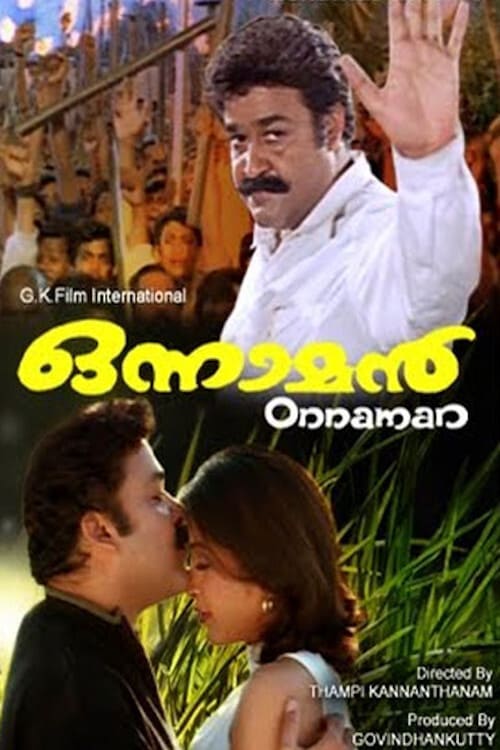 G.K.Film International
ഒന്നാമൻ
Onnaman
Directed By
THAMPI KANNANTHANAM
Produced By
GOVINDHANKUTTY